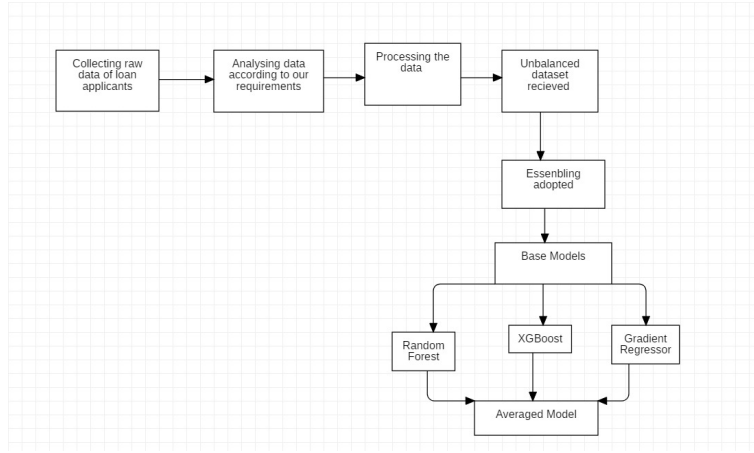 Collecting raw
data of loan
applicants
Analysing data
according to our
requirements
Processing the
data
Unbalanced
dataset
recieved
Essenbling
adopted
Base Models
Random
Forest
XGBoost
Gradient
Regressor
Averaged Model